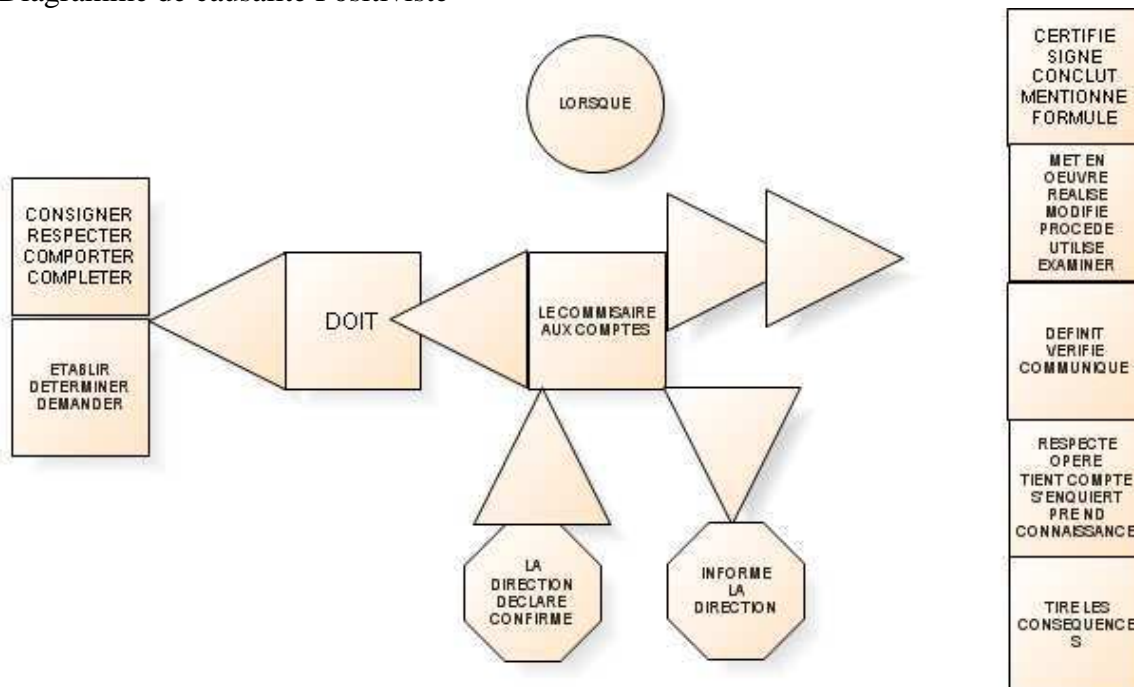 Diagramme de causalité Positiviste
LORSQUE
CERTIFIE
SIGNE
CONCLUT
MENTIONNE
FORMULE
MET EN
OEUVRE
REALISE
MODIFIE
PROCEDE
UTILISE
EXAMINER
CONSIGNER
RESPECTER
COMPORTER
COMPLETER
DOIT
LE COMMISAIRE
AUX COMPTES
ETABLIR
DETERMINER
DEMANDER
DEFINIT
VERIFIE
COMMUNIQUE
RESPECTE
OPERE
TIENT COMPTE
S'ENQUIERT
PREND
CONNAISSANCE
LA
DIRECTION
DECLARE
CONFIRME
INFORME
LA
DIRECTION
TIRE LES
CONSEQUENCE
S